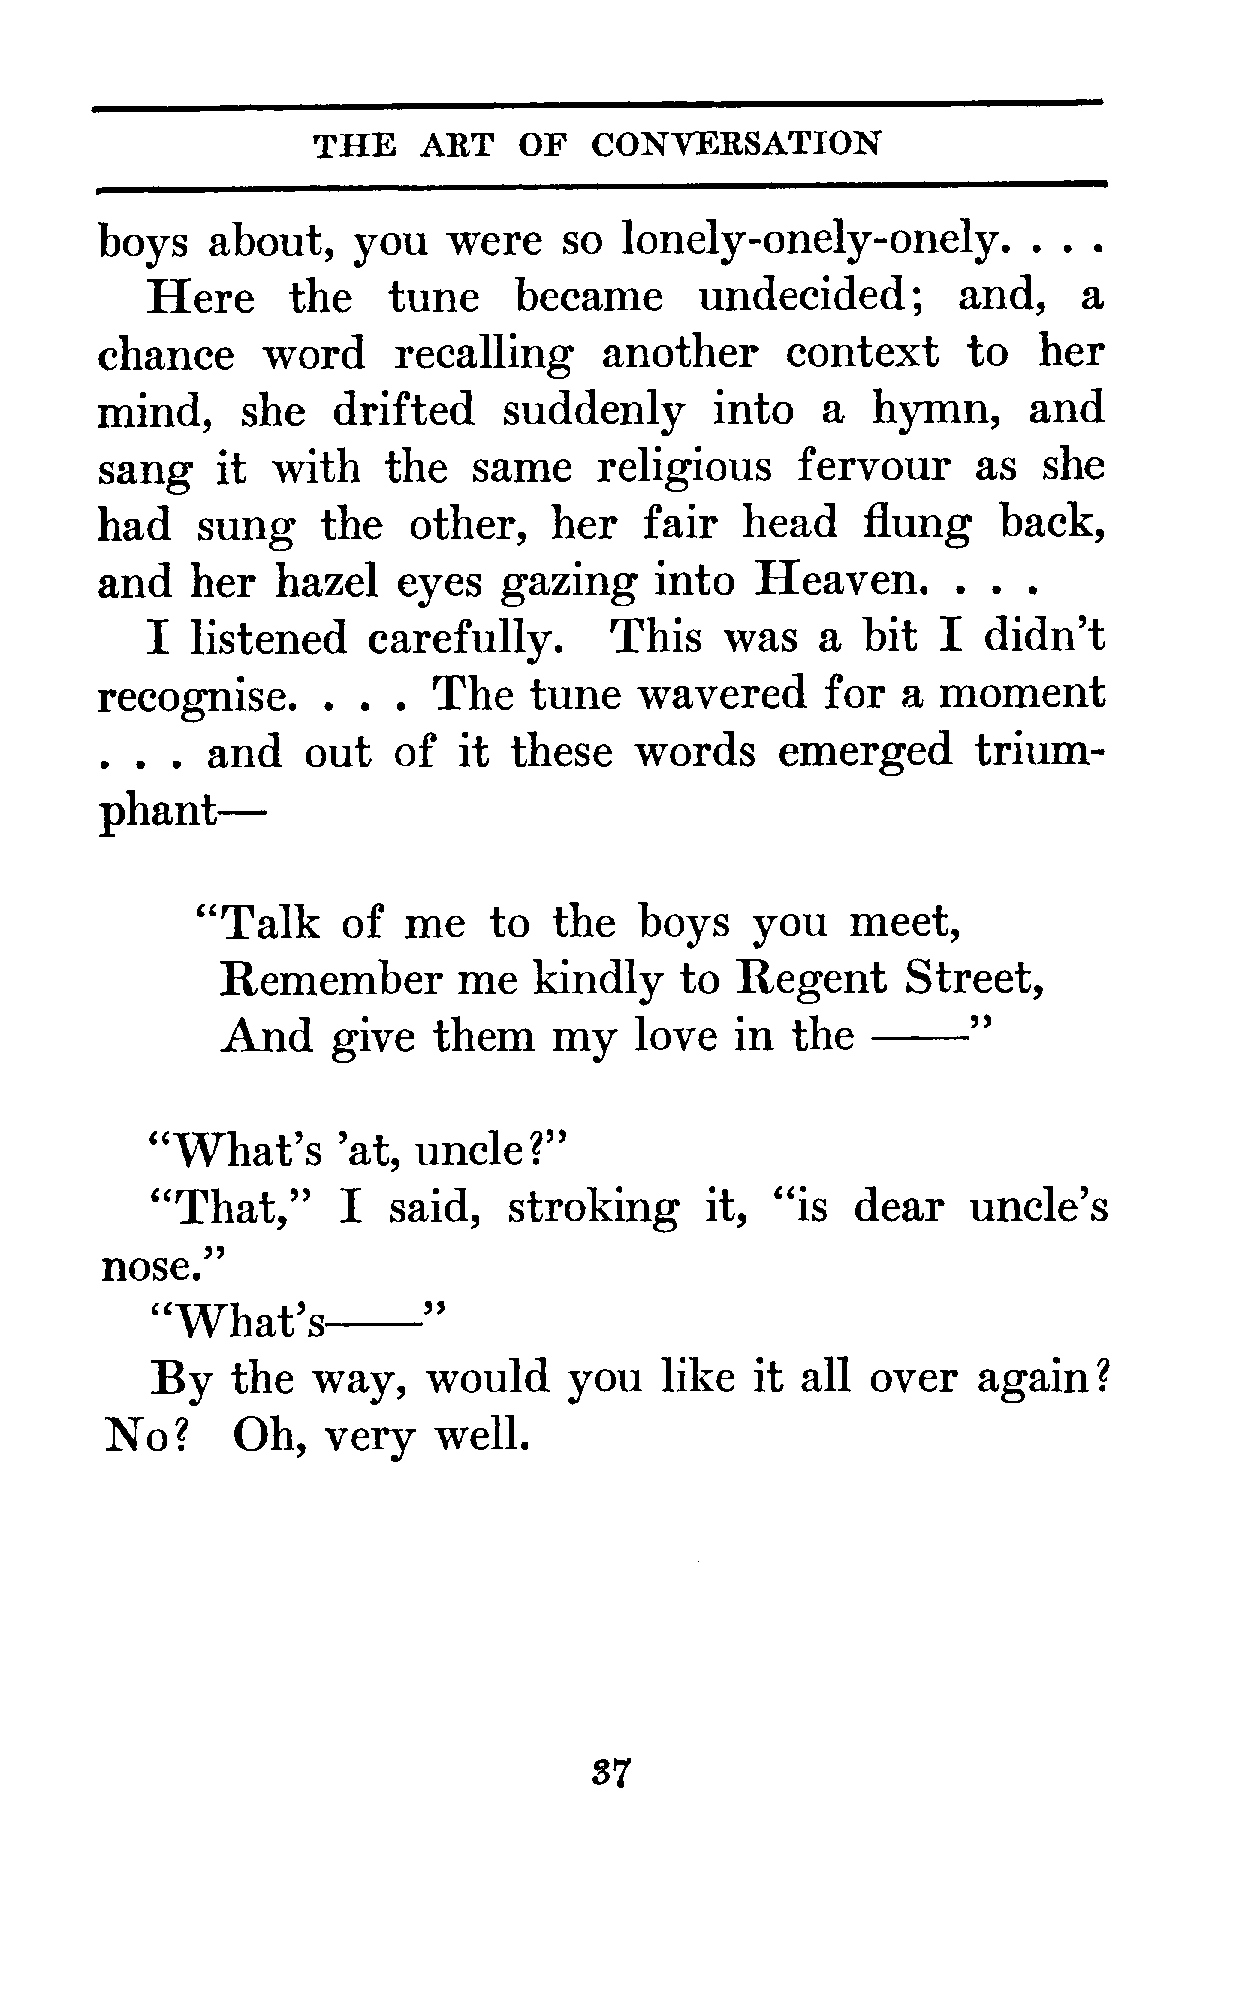 THE ART OF CONVERSATION
boys about, you were so lonely-onely-onely. . . .
Here the tune became undecided; and, a
chance word recalling another context to her
mind, she drifted suddenly into a hymn, and
sang it with the same religious fervour as she
had sung the other, her fair head flung back,
and her hazel eyes gazing into Heaven. . . .
I listened carefully. This was a bit I didn't
recognise. . . . The tune wavered for a moment
. . . and out of it these words emerged trium-
phant—
"Talk of me to the boys you meet,
Remember me kindly to Regent Street,
And give them my love in the ——"
"What's 'at, uncle?"
"That," I said, stroking it, "is dear uncle's
nose."
"What's——"
By the way, would you like it all over again?
No? Oh, very well.
37